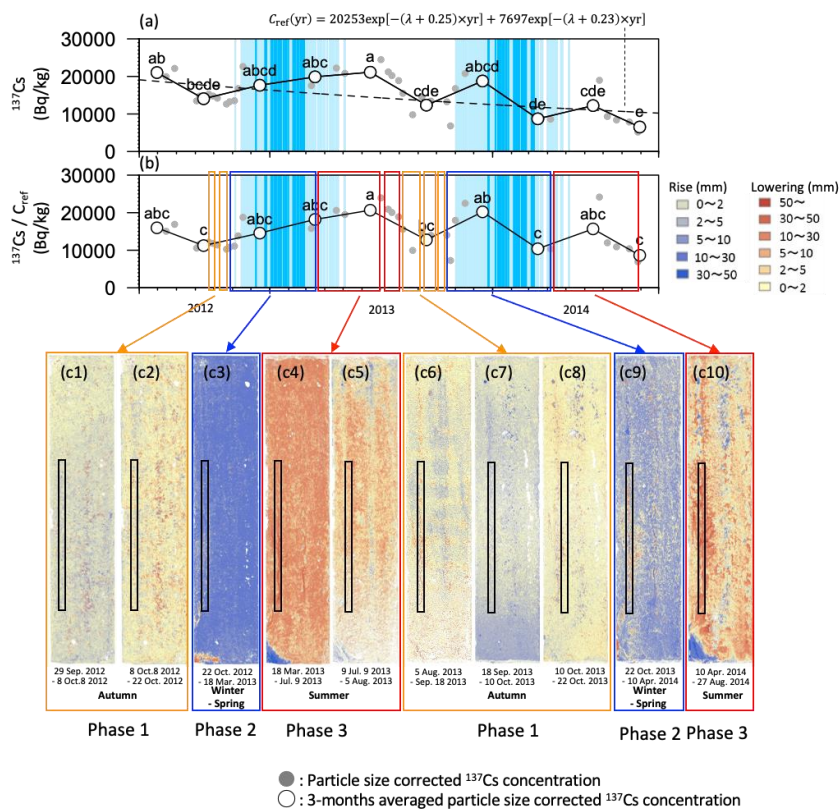 (a)
C_ref(yr) = 20253exp[−(λ + 0.25)×yr] + 7697exp[−(λ + 0.23)×yr]
30000
20000
10000
0
¹³⁷Cs
(Bq/kg)
ab
bcde
abcd
abc
a
cde
abcd
de
cde
e
(b)
30000
20000
10000
0
¹³⁷Cs / C_ref
(Bq/kg)
abc
c
abc
abc
a
bc
ab
c
abc
c
2012
2013
2014
Rise (mm)
0～2
2～5
5～10
10～30
30～50
Lowering (mm)
50～
30～50
10～30
5～10
2～5
0～2
(c1)
(c2)
(c3)
(c4)
(c5)
(c6)
(c7)
(c8)
(c9)
(c10)
29 Sep. 2012
- 8 Oct.8 2012
8 Oct.8 2012
- 22 Oct. 2012
Autumn
22 Oct. 2012
- 18 Mar. 2013
Winter
- Spring
18 Mar. 2013
- Jul. 9 2013
9 Jul. 9 2013
- 5 Aug. 2013
Summer
5 Aug. 2013
- Sep. 18 2013
18 Sep. 2013
- 10 Oct. 2013
10 Oct. 2013
- 22 Oct. 2013
Autumn
22 Oct. 2013
- 10 Apr. 2014
Winter
- Spring
10 Apr. 2014
- 27 Aug. 2014
Summer
Phase 1
Phase 2
Phase 3
Phase 1
Phase 2
Phase 3
: Particle size corrected ¹³⁷Cs concentration
: 3-months averaged particle size corrected ¹³⁷Cs concentration